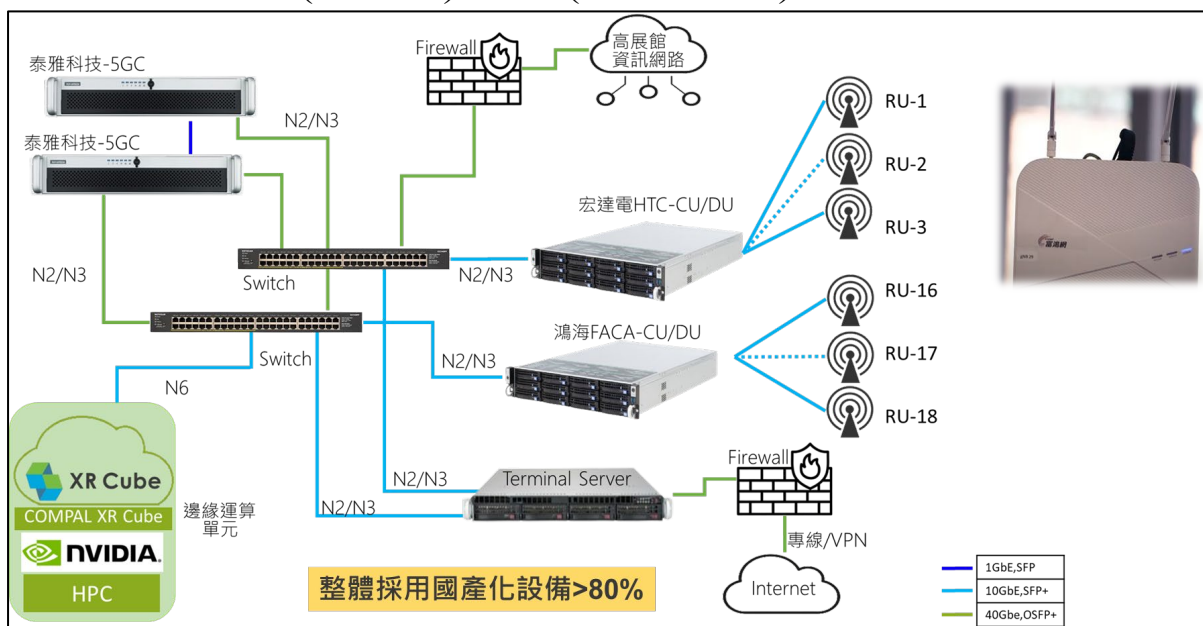 泰雅科技-5GC
泰雅科技-5GC
N2/N3
N2/N3
Firewall
高展館
資訊網路
RU-1
RU-2
RU-3
宏達電HTC-CU/DU
N2/N3
Switch
Switch
鴻海FACA-CU/DU
N2/N3
RU-16
RU-17
RU-18
N6
XR Cube
COMPAL XR Cube
NVIDIA.
HPC
邊緣運算
單元
N2/N3
N2/N3
Terminal Server
Firewall
專線/VPN
Internet
整體採用國產化設備>80%
1GbE,SFP
10GbE,SFP+
40Gbe,QSFP+